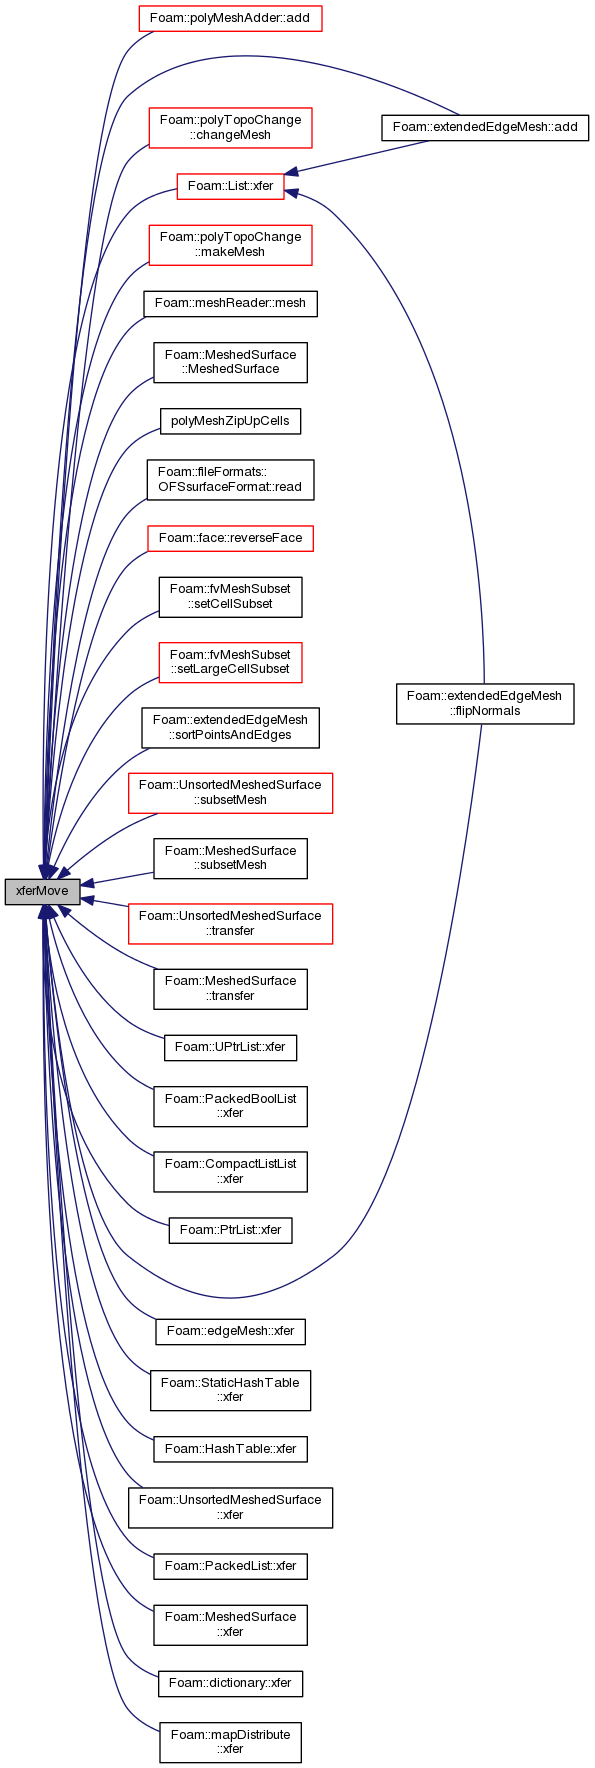 Foam::polyMeshAdder::add
Foam::extendedEdgeMesh::add
Foam::polyTopoChange
::changeMesh
Foam::List::xfer
Foam::polyTopoChange
::makeMesh
Foam::meshReader::mesh
Foam::MeshedSurface
::MeshedSurface
polyMeshZipUpCells
Foam::fileFormats::
OFSsurfaceFormat::read
Foam::face::reverseFace
Foam::fvMeshSubset
::setCellSubset
Foam::fvMeshSubset
::setLargeCellSubset
Foam::extendedEdgeMesh
::flipNormals
Foam::extendedEdgeMesh
::sortPointsAndEdges
Foam::UnsortedMeshedSurface
::subsetMesh
Foam::MeshedSurface
::subsetMesh
xferMove
Foam::UnsortedMeshedSurface
::transfer
Foam::MeshedSurface
::transfer
Foam::UPtrList::xfer
Foam::PackedBoolList
::xfer
Foam::CompactListList
::xfer
Foam::PtrList::xfer
Foam::edgeMesh::xfer
Foam::StaticHashTable
::xfer
Foam::HashTable::xfer
Foam::UnsortedMeshedSurface
::xfer
Foam::PackedList::xfer
Foam::MeshedSurface
::xfer
Foam::dictionary::xfer
Foam::mapDistribute
::xfer